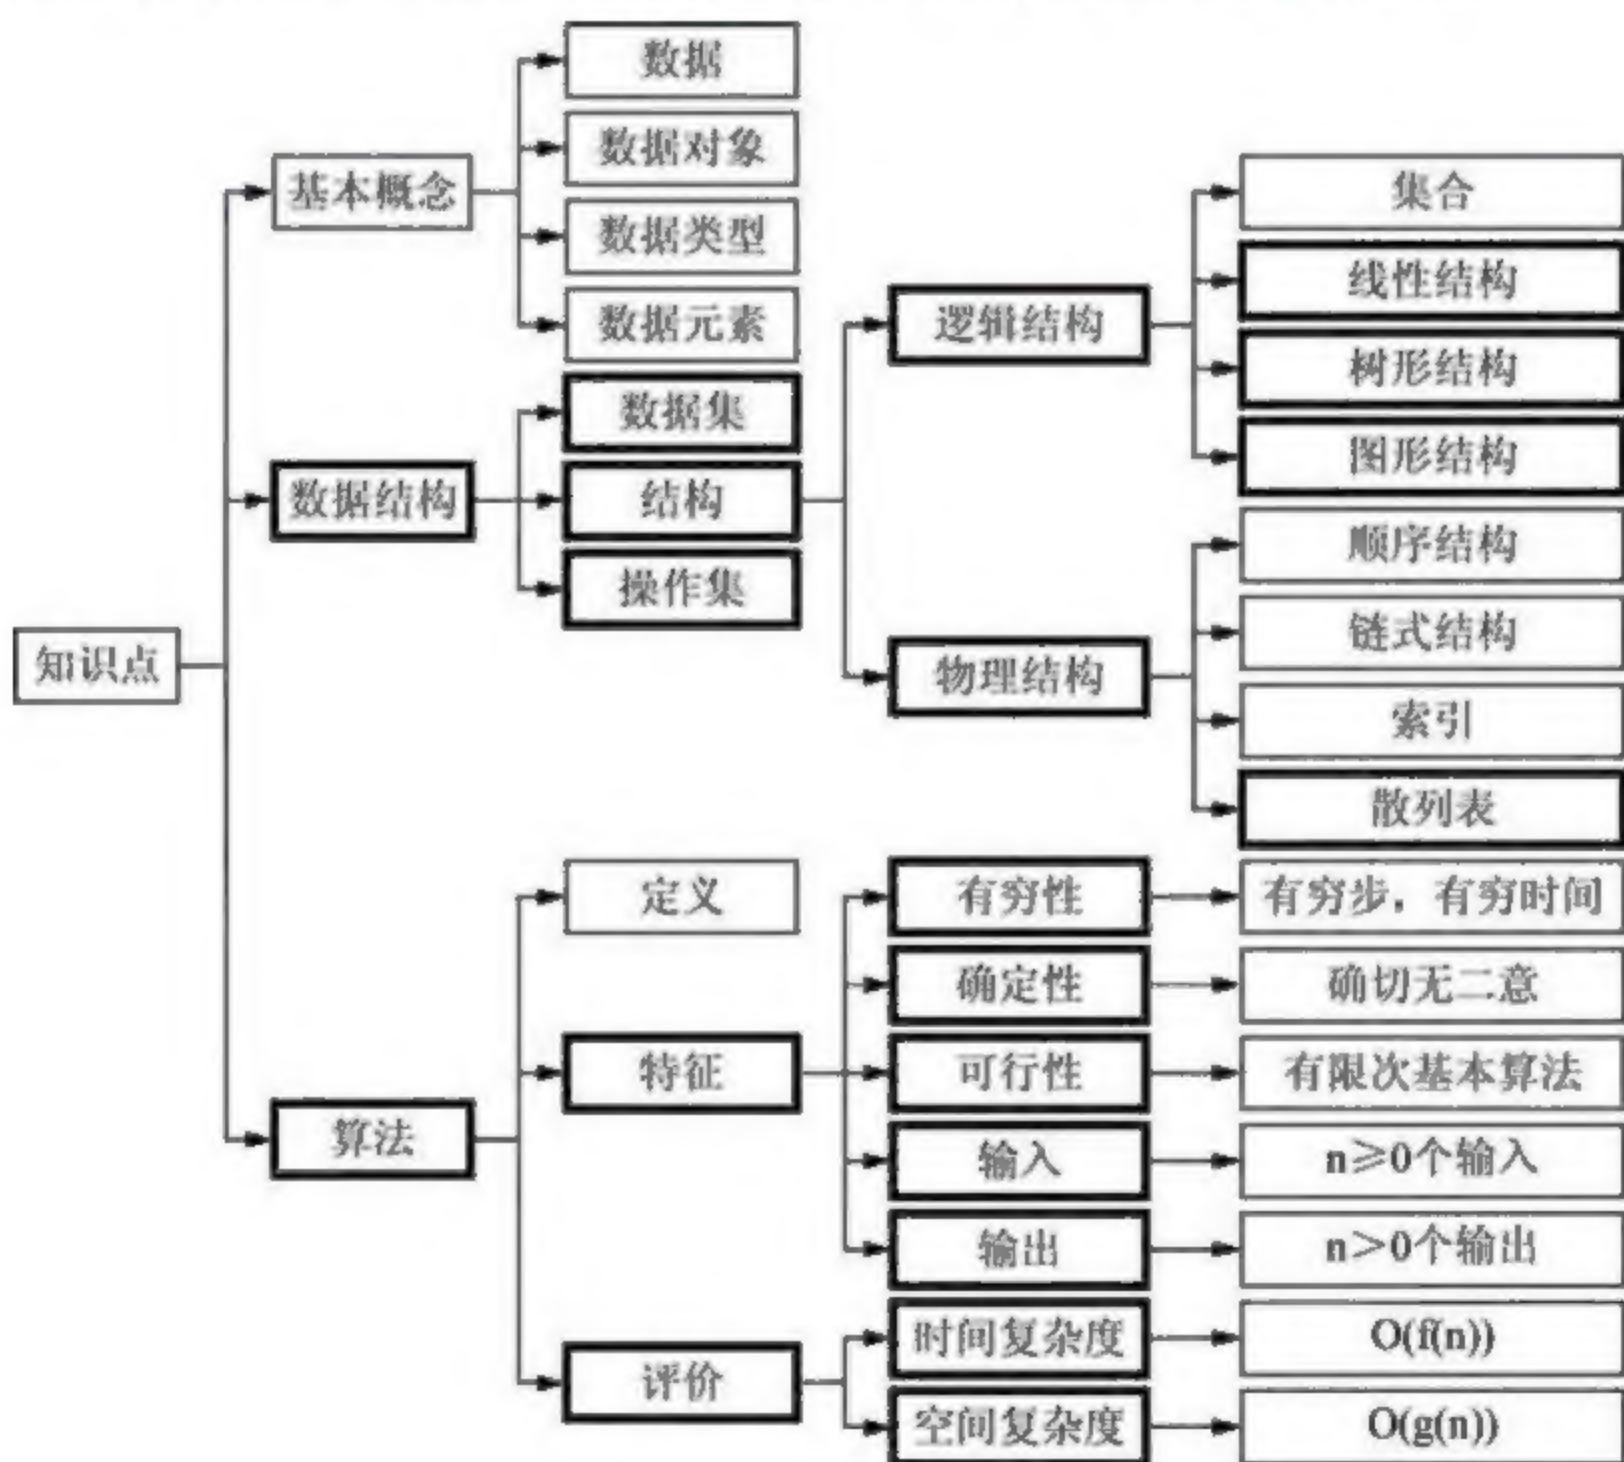 知识点
基本概念
数据
数据对象
数据类型
数据元素
数据结构
数据集
结构
逻辑结构
集合
线性结构
树形结构
图形结构
物理结构
顺序结构
链式结构
索引
散列表
操作集
算法
定义
特征
有穷性
有穷步，有穷时间
确定性
确切无二意
可行性
有限次基本算法
输入
n≥0个输入
输出
n>0个输出
评价
时间复杂度
O(f(n))
空间复杂度
O(g(n))